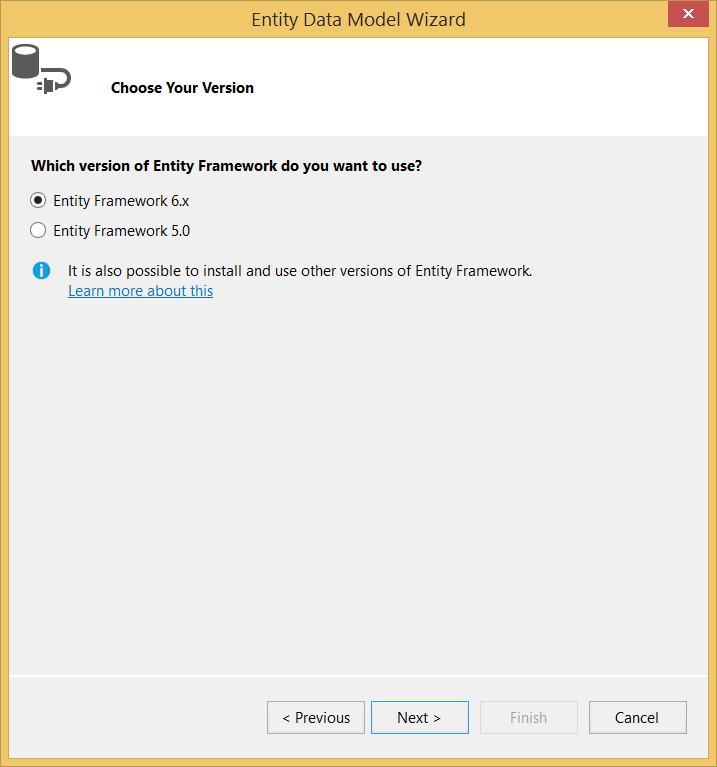 Entity Data Model Wizard
Choose Your Version
Which version of Entity Framework do you want to use?
Entity Framework 6.x
Entity Framework 5.0
It is also possible to install and use other versions of Entity Framework.
Learn more about this
< Previous
Next >
Finish
Cancel